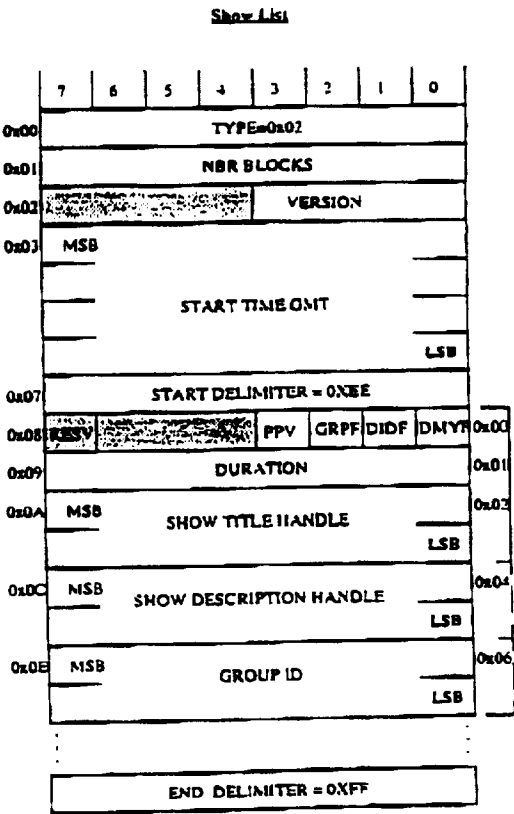 Show List
7 6 5 4 3 2 1 0
0x00 TYPE=0x02
0x01 NBR BLOCKS
0x02 VERSION
0x03 MSB
START TIME GMT
LSB
0x07 START DELIMITER = 0XEE
0x08 RESV PPV GRPF DIDF DMYF 0x00
0x09 DURATION 0x01
0x0A MSB SHOW TITLE HANDLE 0x02
LSB
0x0C MSB SHOW DESCRIPTION HANDLE 0x04
LSB
0x0E MSB GROUP ID 0x06
LSB
END DELIMITER = 0XFF